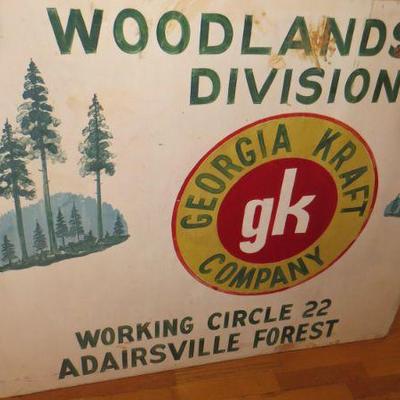 WOODLANDS
DIVISION
GEORGIA KRAFT
gk
COMPANY
WORKING CIRCLE 22
ADAIRSVILLE FOREST